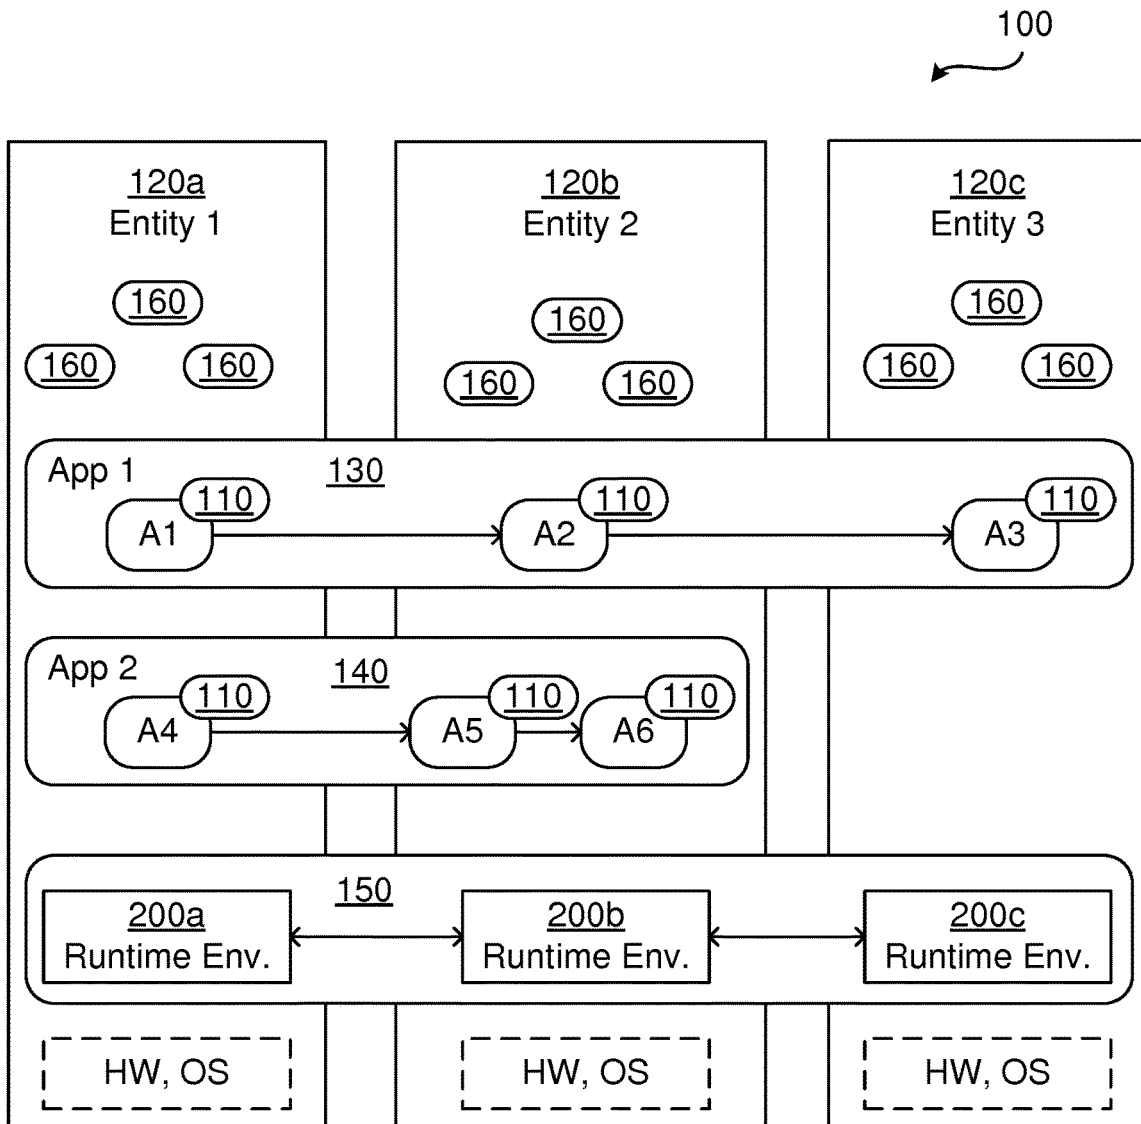 100
120a
Entity 1
120b
Entity 2
120c
Entity 3
160
160
160
160
160
160
160
160
160
App 1
130
110
110
110
A1
A2
A3
App 2
140
110
110
110
A4
A5
A6
150
200a
Runtime Env.
200b
Runtime Env.
200c
Runtime Env.
HW, OS
HW, OS
HW, OS